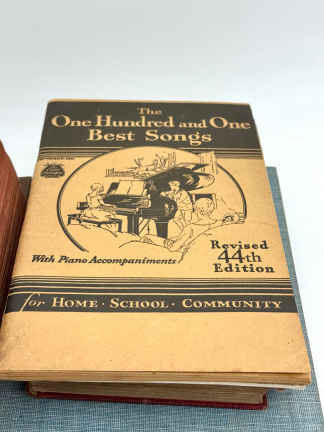 The
One Hundred and One
Best Songs
With Piano Accompaniments
Revised
44th
Edition
for HOME · SCHOOL · COMMUNITY